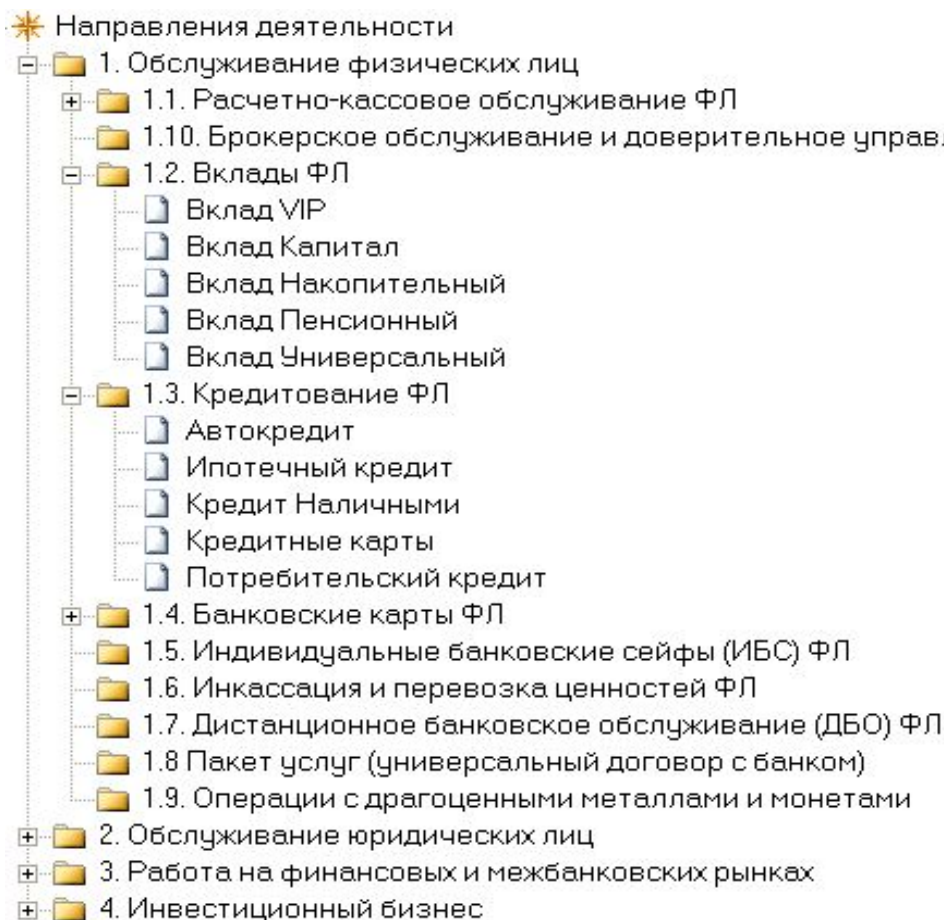 Направления деятельности
1. Обслуживание физических лиц
1.1. Расчетно-кассовое обслуживание ФЛ
1.10. Брокерское обслуживание и доверительное
1.2. Вклады ФЛ
Вклад VIP
Вклад Капитал
Вклад Накопительный
Вклад Пенсионный
Вклад Универсальный
1.3. Кредитование ФЛ
Автокредит
Ипотечный кредит
Кредит Наличными
Кредитные карты
Потребительский кредит
1.4. Банковские карты ФЛ
1.5. Индивидуальные банковские сейфы (ИБС) ФЛ
1.6. Инкассация и перевозка ценностей ФЛ
1.7. Дистанционное банковское обслуживание (ДБО) ФЛ
1.8 Пакет услуг (универсальный договор с банком)
1.9. Операции с драгоценными металлами и монетами
2. Обслуживание юридических лиц
3. Работа на финансовых и межбанковских рынках
4. Инвестиционный бизнес